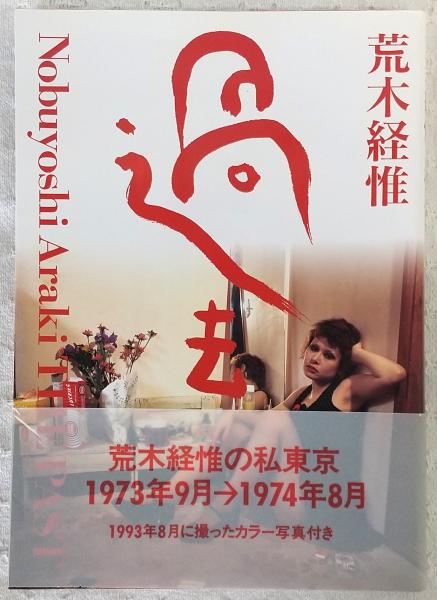 荒木経惟
過去
Nobuyoshi Araki THE PAST
荒木経惟の私東京
1973年9月→1974年8月
1993年8月に撮ったカラー写真付き